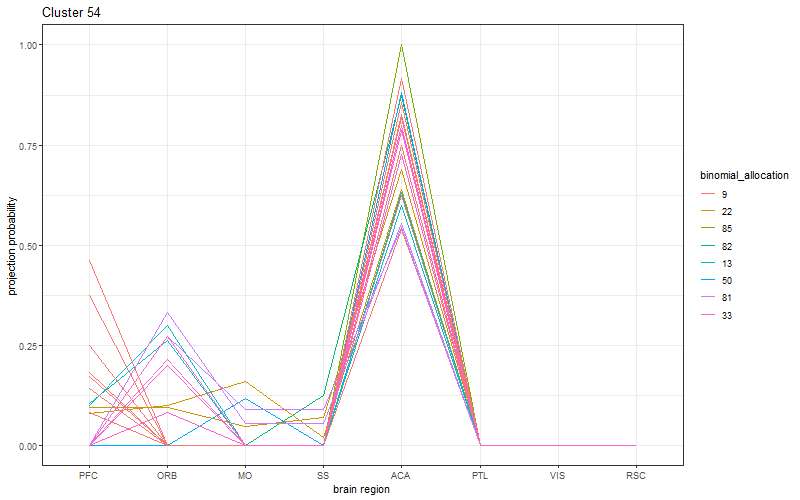 Cluster 54
1.00
0.75
0.50
0.25
0.00
projection probability
PFC ORB MO SS ACA PTL VIS RSC
brain region
binomial_allocation
9
22
85
82
13
50
81
33